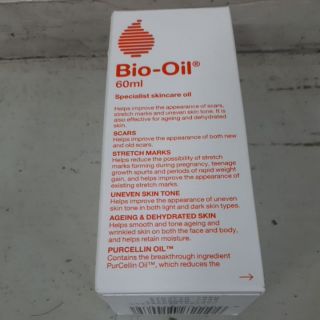 Bio-Oil®
60ml
Specialist skincare oil
Helps improve the appearance of scars,
stretch marks and uneven skin tone. It is
also effective for ageing and dehydrated
skin.
SCARS
Helps improve the appearance of both new
and old scars.
STRETCH MARKS
Helps reduce the possibility of stretch
marks forming during pregnancy, teenage
growth spurts and periods of rapid weight
gain, and helps improve the appearance of
existing stretch marks.
UNEVEN SKIN TONE
Helps improve the appearance of uneven
skin tone in both light and dark skin types.
AGEING & DEHYDRATED SKIN
Helps smooth and tone ageing and
wrinkled skin on both the face and body,
and helps retain moisture.
PURCELLIN OIL™
Contains the breakthrough ingredient
PurCellin Oil™, which reduces the
→